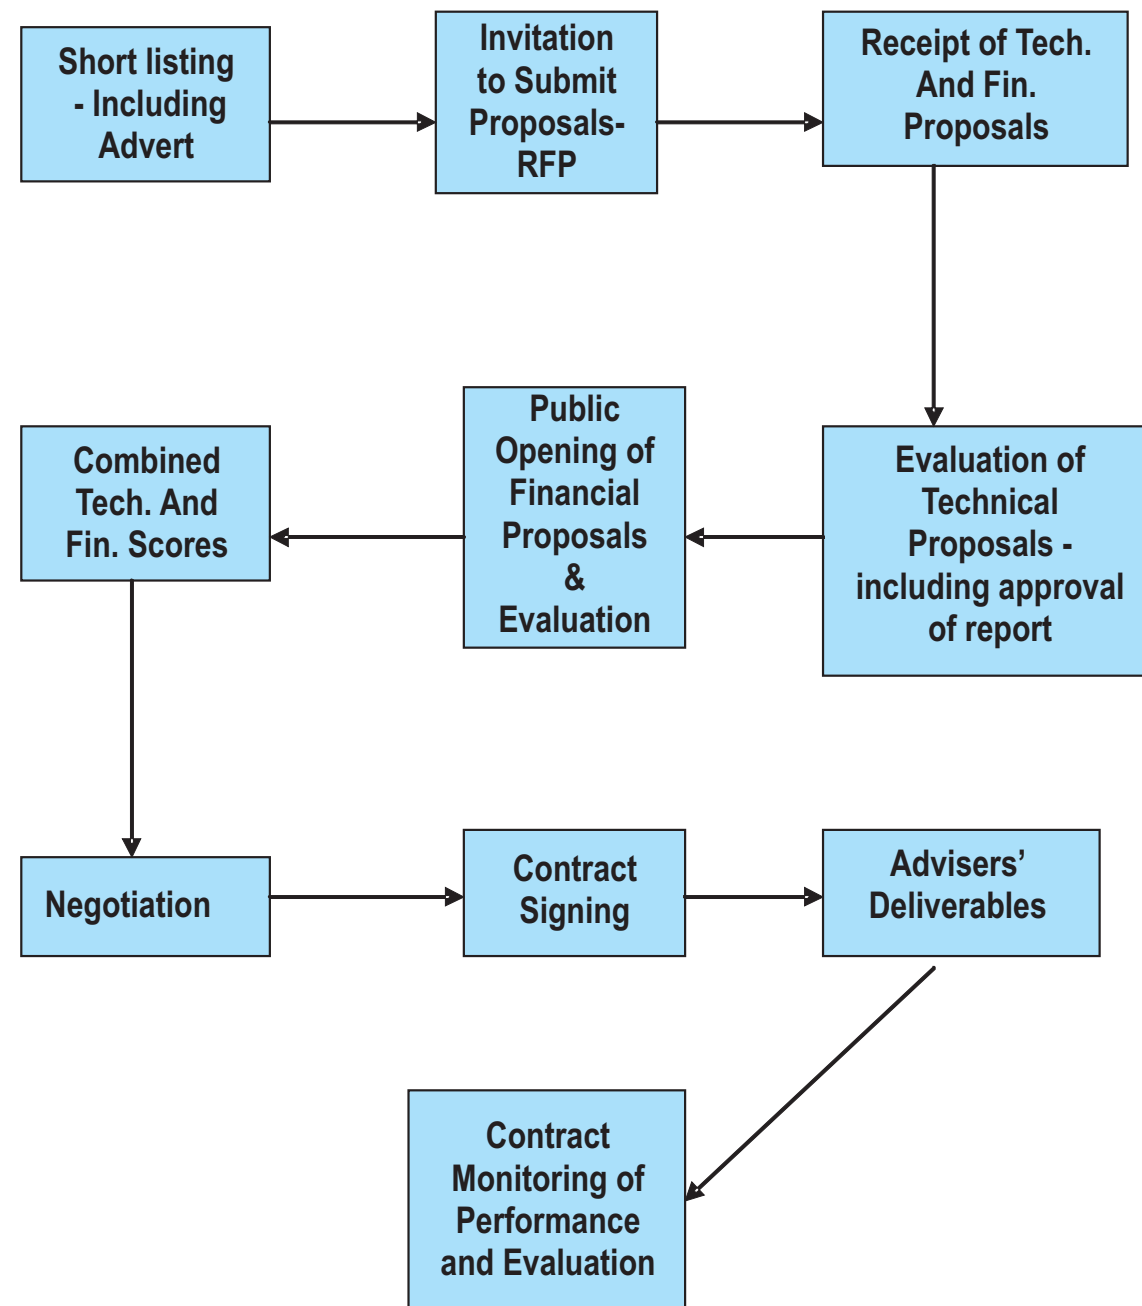 Short listing
- Including
Advert
Invitation
to Submit
Proposals-
RFP
Receipt of Tech.
And Fin.
Proposals
Evaluation of
Technical
Proposals -
including approval
of report
Public
Opening of
Financial
Proposals
&
Evaluation
Combined
Tech. And
Fin. Scores
Negotiation
Contract
Signing
Advisers’
Deliverables
Contract
Monitoring of
Performance
and Evaluation